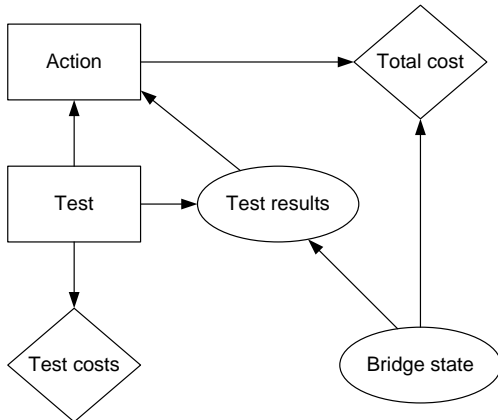 Action
Total cost
Test
Test results
Test costs
Bridge state